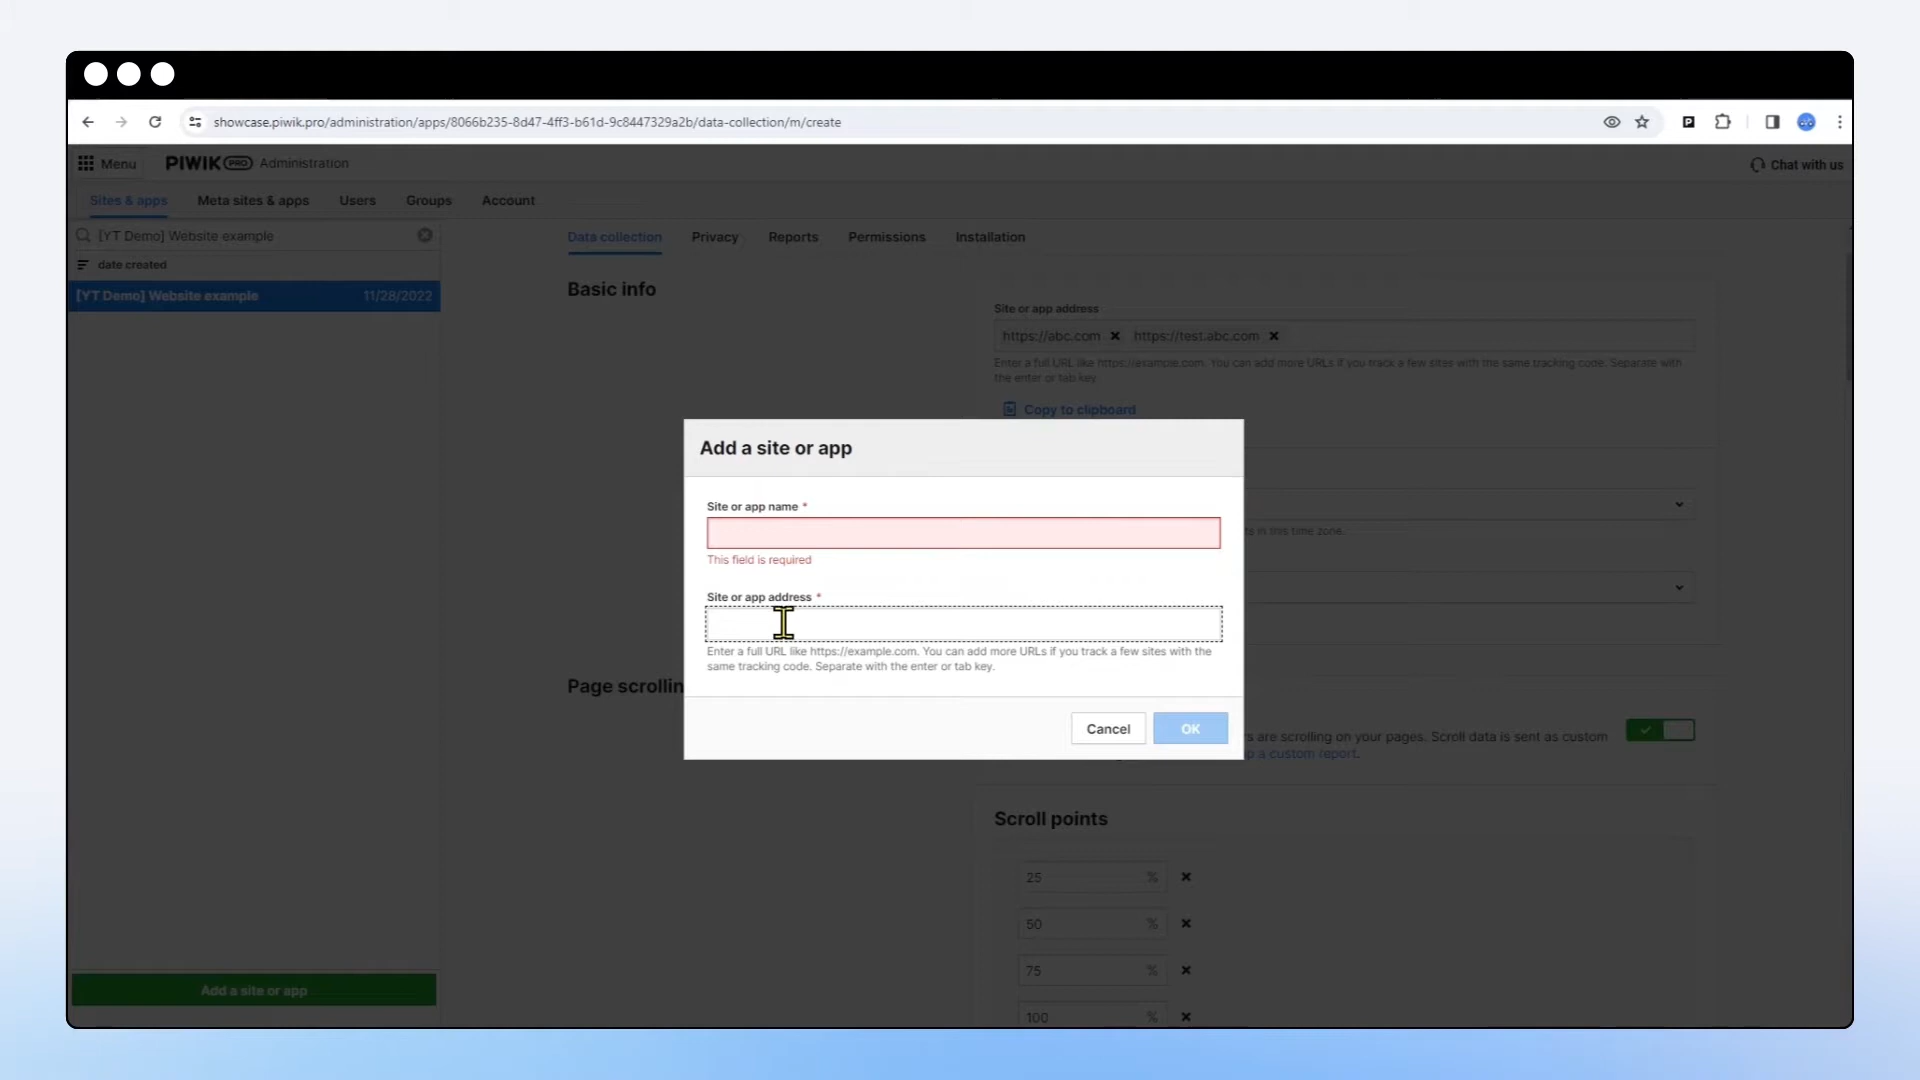 showcase.piwik.pro/administration/apps/8066b235-8d47-4ff3-b61d-9c8447329a2b/data-collection/m/create
Menu PIWIK PRO Administration Chat with us
Sites & apps Meta sites & apps Users Groups Account
[YT Demo] Website example
date created
[YT Demo] Website example 11/28/2022
Data collection Privacy Reports Permissions Installation
Basic info
Site or app address
https://abc.com https://test.abc.com
Enter a full URL like https://example.com. You can add more URLs if you track a few sites with the same tracking code. Separate with
the enter or tab key.
Copy to clipboard
Add a site or app
Site or app name *
This field is required
Site or app address *
Enter a full URL like https://example.com. You can add more URLs if you track a few sites with the
same tracking code. Separate with the enter or tab key.
Cancel OK
ts in this time zone.
Page scrollin
rs are scrolling on your pages. Scroll data is sent as custom
p a custom report.
Scroll points
25 %
50 %
75 %
100 %
Add a site or app